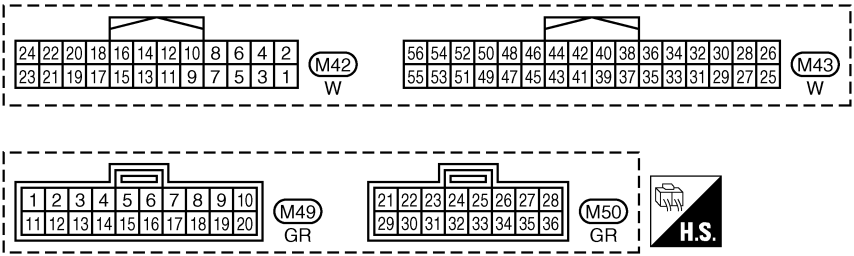 24 22 20 18 16 14 12 10 8 6 4 2
23 21 19 17 15 13 11 9 7 5 3 1
M42
W
56 54 52 50 48 46 44 42 40 38 36 34 32 30 28 26
55 53 51 49 47 45 43 41 39 37 35 33 31 29 27 25
M43
W
1 2 3 4 5 6 7 8 9 10
11 12 13 14 15 16 17 18 19 20
M49
GR
21 22 23 24 25 26 27 28
29 30 31 32 33 34 35 36
M50
GR
H.S.